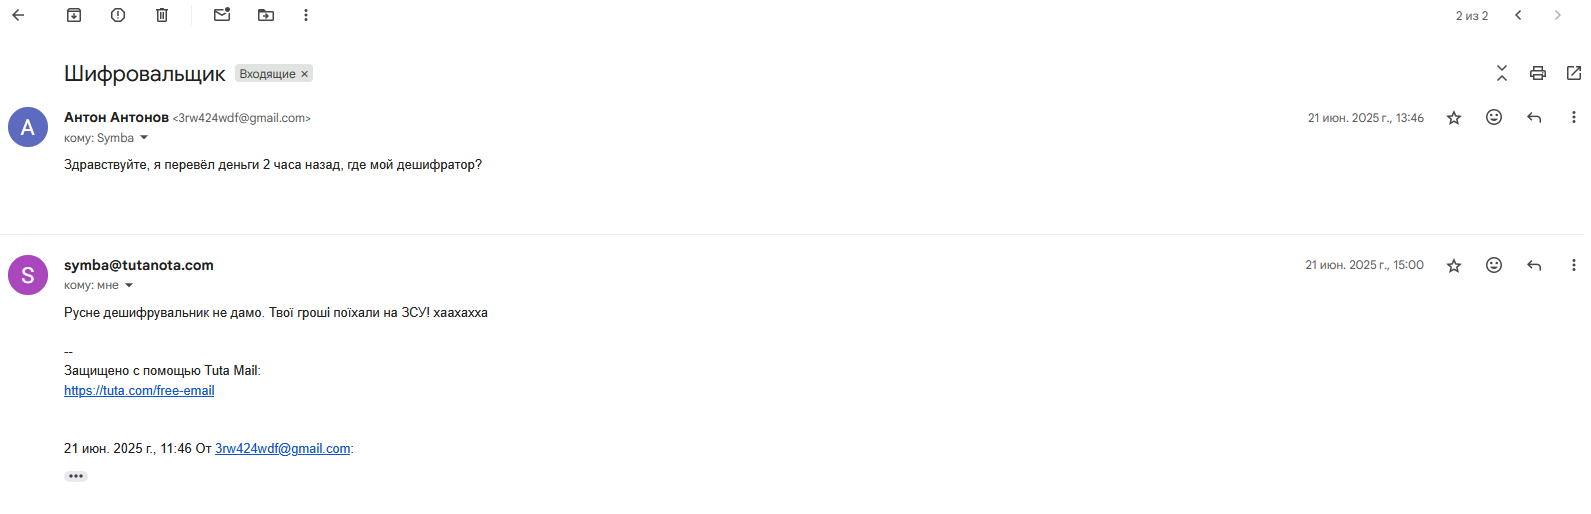 2 из 2
Шифровальщик Входящие ×
Антон Антонов <3rw424wdf@gmail.com> 21 июн. 2025 г., 13:46
кому: Symba
Здравствуйте, я перевёл деньги 2 часа назад, где мой дешифратор?
A
symba@tutanota.com 21 июн. 2025 г., 15:00
S
кому: мне
Русне дешифрувальник не дамо. Твої гроші поїхали на ЗСУ! хаахахха
--
Защищено с помощью Tuta Mail:
https://tuta.com/free-email
21 июн. 2025 г., 11:46 От 3rw424wdf@gmail.com: